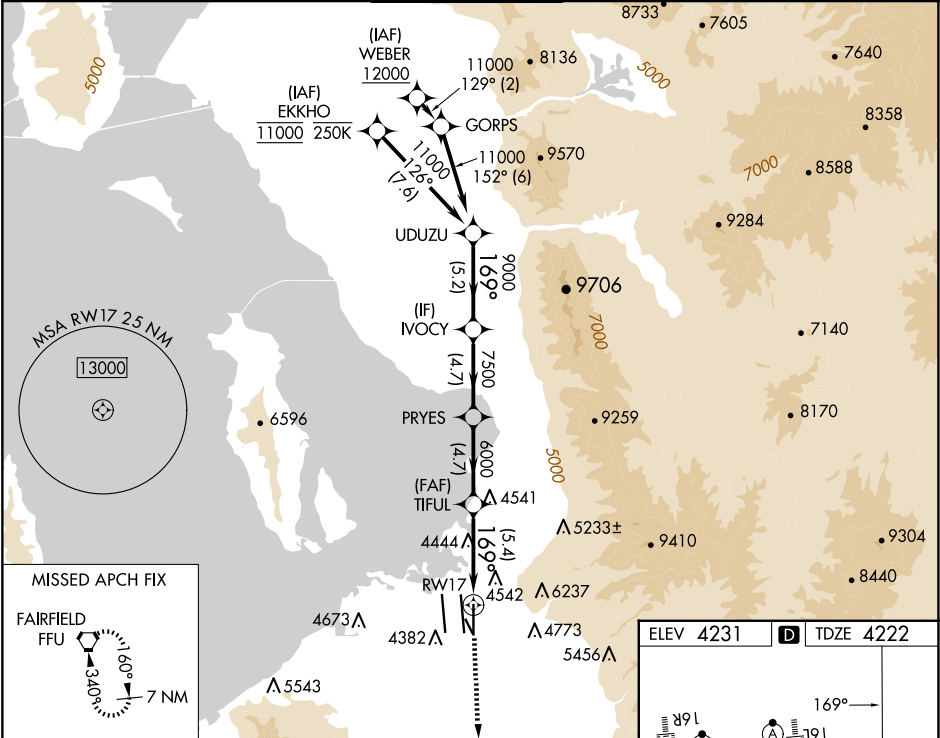 8733
7605
(IAF)
WEBER
12000
8136
7640
5000
11000
129° (2)
5000
(IAF)
EKKHO
11000 250K
GORPS
8358
11000
126°
(7.6)
11000
152° (6)
9570
7000
8588
9284
UDUZU
9000
169°
(5.2)
9706
(IF)
IVOCY
7000
MSA RW17 25 NM
13000
7140
7500
(4.7)
6596
PRYES
9259
8170
6000
(4.7)
5000
(FAF)
TIFUL
4541
(5.4)
169°
5233±
4444
9410
9304
MISSED APCH FIX
RW17
4542
6237
8440
FAIRFIELD
FFU
4673
4382
4773
ELEV 4231
D
TDZE 4222
160°
340°
7 NM
5456
5543
169°
16R
A
16L